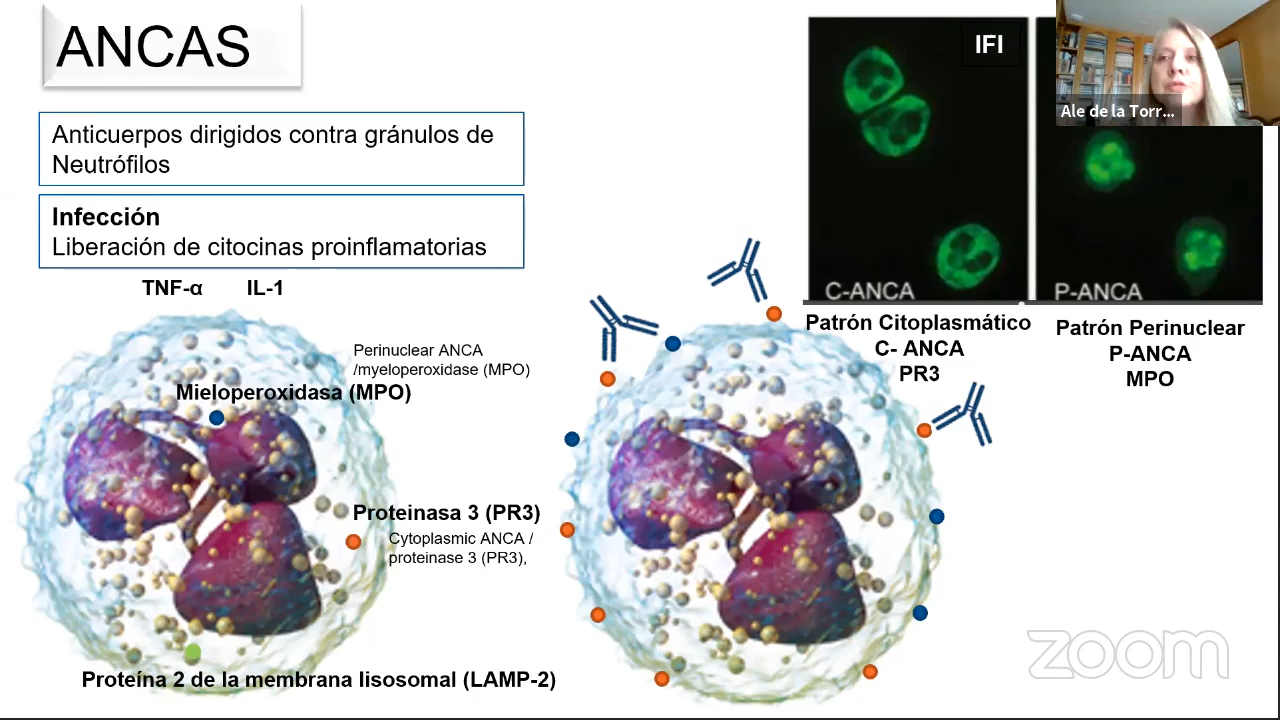 ANCAS
Anticuerpos dirigidos contra gránulos de
Neutrófilos
Infección
Liberación de citocinas proinflamatorias
TNF-α IL-1
Perinuclear ANCA
/myeloperoxidase (MPO)
Mieloperoxidasa (MPO)
Proteinasa 3 (PR3)
Cytoplasmic ANCA /
proteinase 3 (PR3),
Proteína 2 de la membrana lisosomal (LAMP-2)
IFI
C-ANCA
P-ANCA
Patrón Citoplasmático
C- ANCA
PR3
Patrón Perinuclear
P-ANCA
MPO
Ale de la Torr...
zoom